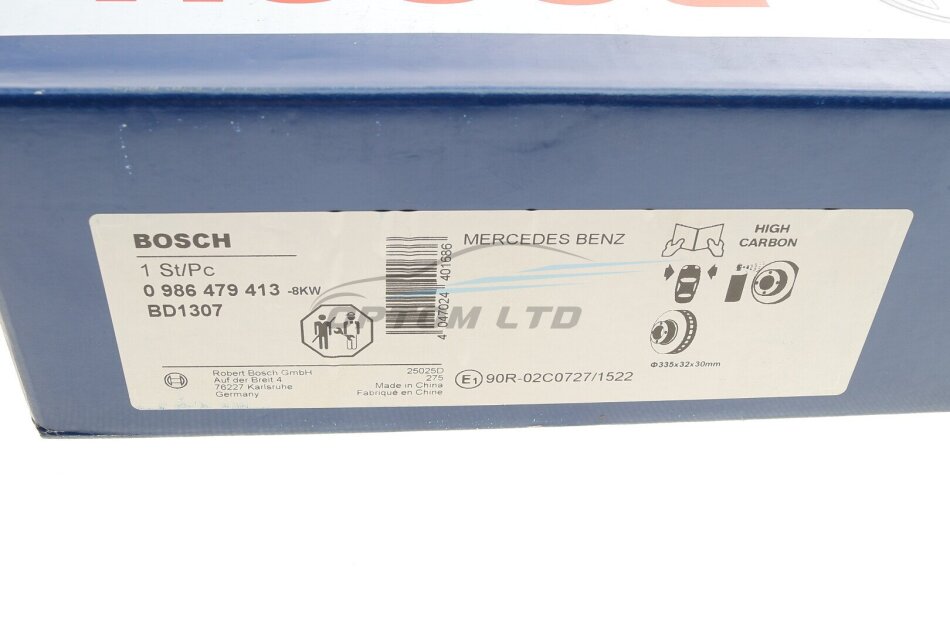 BOSCH
1 St/Pc
0 986 479 413 -8KW
BD1307
4 047024 401686
MERCEDES BENZ
HIGH
CARBON
OPTOM LTD
Φ335x32x30mm
Robert Bosch GmbH
Auf der Breit 4
76227 Karlsruhe
Germany
25025D
275
Made in China
Fabriqué en Chine
E1 90R-02C0727/1522